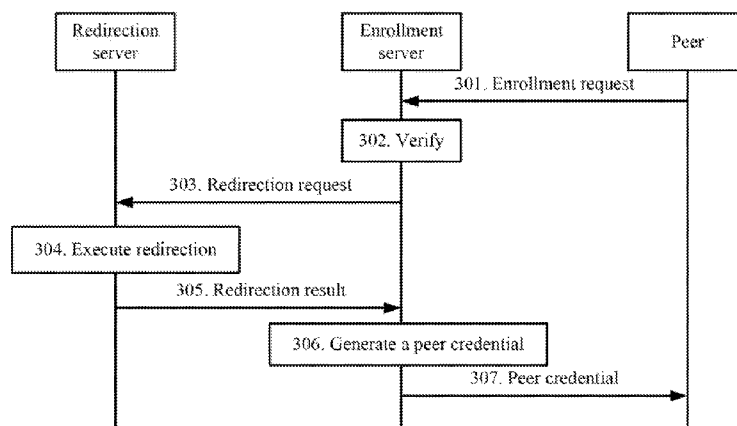 Redirection
server
Enrollment
server
Peer
301. Enrollment request
302. Verify
303. Redirection request
304. Execute redirection
305. Redirection result
306. Generate a peer credential
307. Peer credential